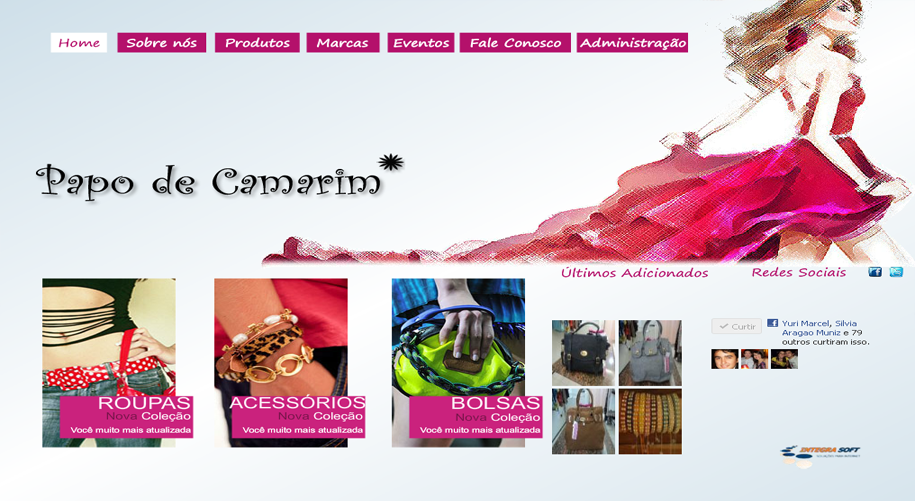 Home
Sobre nós
Produtos
Marcas
Eventos
Fale Conosco
Administração
Papo de Camarim*
Últimos Adicionados
Redes Sociais
ROUPAS
Nova Coleção
Você muito mais atualizada
ACESSÓRIOS
Nova Coleção
Você muito mais atualizada
BOLSAS
Nova Coleção
Você muito mais atualizada
Curtir
Yuri Marcel, Silvia
Aragao Muniz e 79
outros curtiram isso.
INTEGRA SOFT